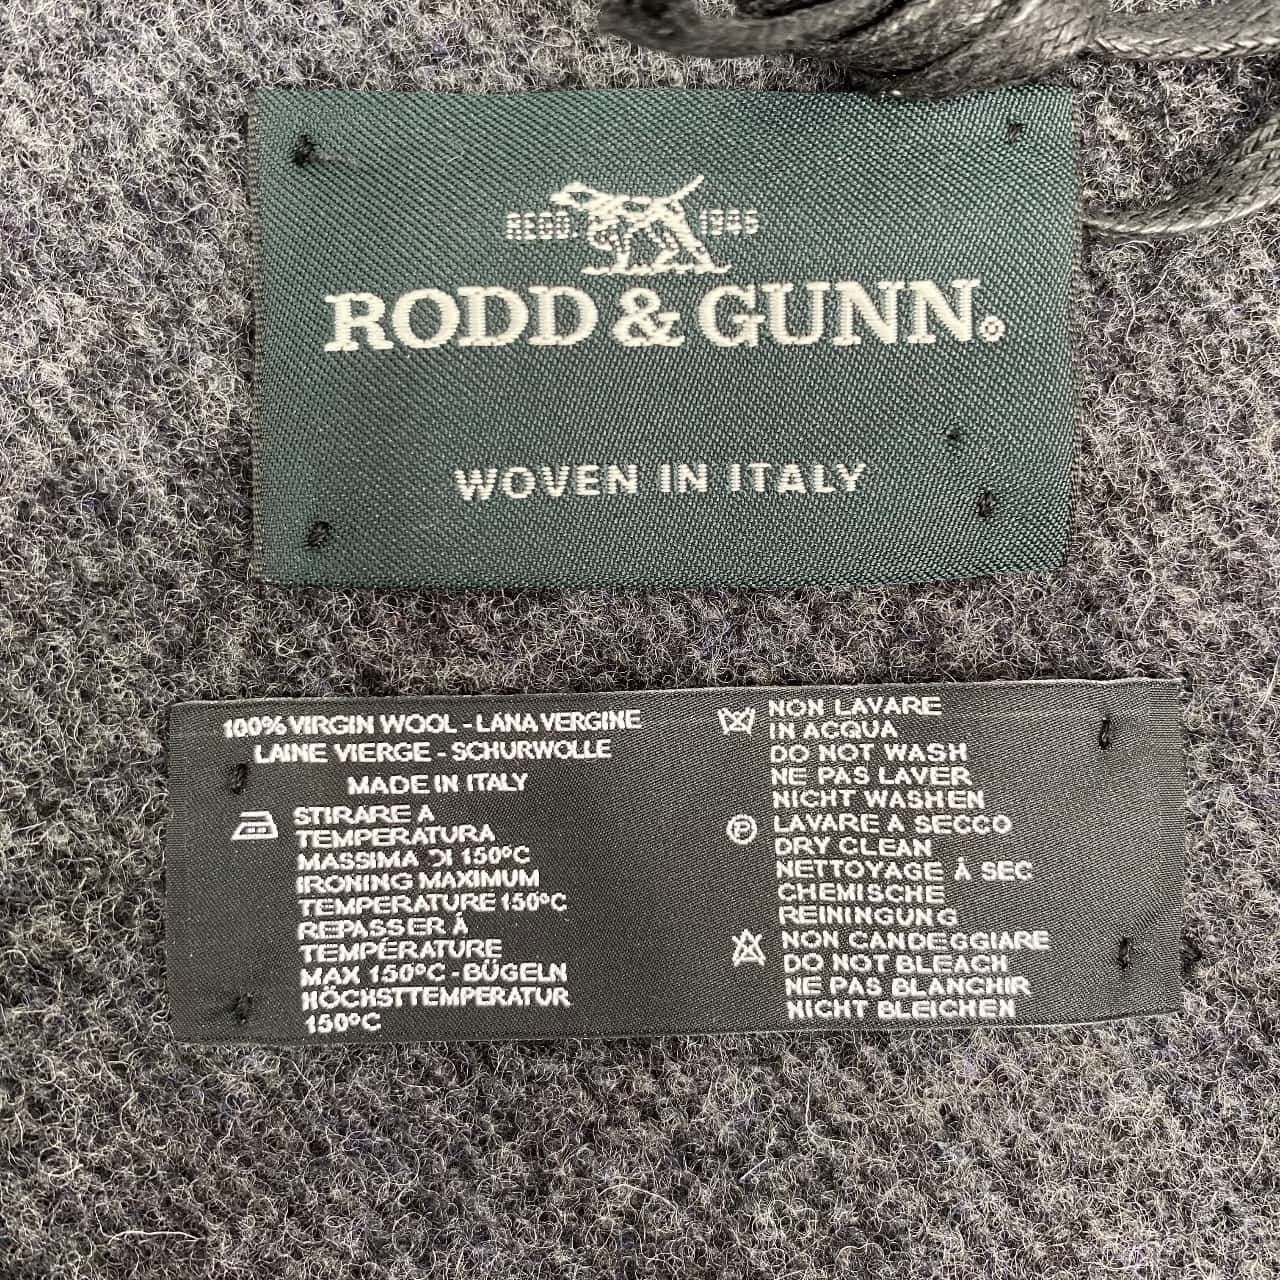 REGD 1946
RODD & GUNN®
WOVEN IN ITALY
100% VIRGIN WOOL - LANA VERGINE
LAINE VIERGE - SCHURWOLLE
MADE IN ITALY
STIRARE A
TEMPERATURA
MASSIMA DI 150°C
IRONING MAXIMUM
TEMPERATURE 150°C
REPASSER À
TEMPÉRATURE
MAX 150°C - BÜGELN
HÖCHSTTEMPERATUR
150°C
NON LAVARE
IN ACQUA
DO NOT WASH
NE PAS LAVER
NICHT WASHEN
P LAVARE A SECCO
DRY CLEAN
NETTOYAGE À SEC
CHEMISCHE
REININGUNG
NON CANDEGGIARE
DO NOT BLEACH
NE PAS BLANCHIR
NICHT BLEICHEN